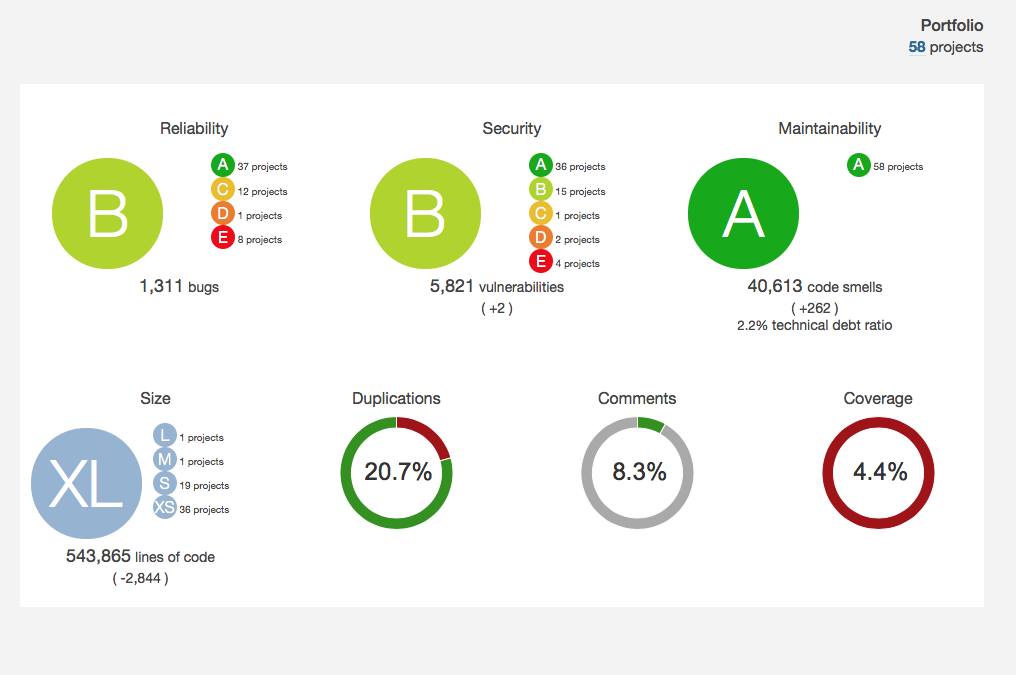 Portfolio
58 projects
Reliability
B
A 37 projects
C 12 projects
D 1 projects
E 8 projects
1,311 bugs
Security
B
A 36 projects
B 15 projects
C 1 projects
D 2 projects
E 4 projects
5,821 vulnerabilities
( +2 )
Maintainability
A
A 58 projects
40,613 code smells
( +262 )
2.2% technical debt ratio
Size
XL
L 1 projects
M 1 projects
S 19 projects
XS 36 projects
543,865 lines of code
( -2,844 )
Duplications
20.7%
Comments
8.3%
Coverage
4.4%